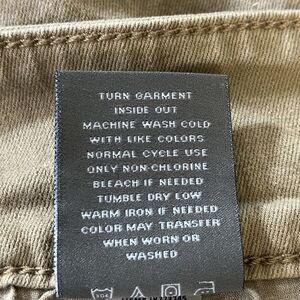 TURN GARMENT
INSIDE OUT
MACHINE WASH COLD
WITH LIKE COLORS
NORMAL CYCLE USE
ONLY NON-CHLORINE
BLEACH IF NEEDED
TUMBLE DRY LOW
WARM IRON IF NEEDED
COLOR MAY TRANSFER
WHEN WORN OR
WASHED